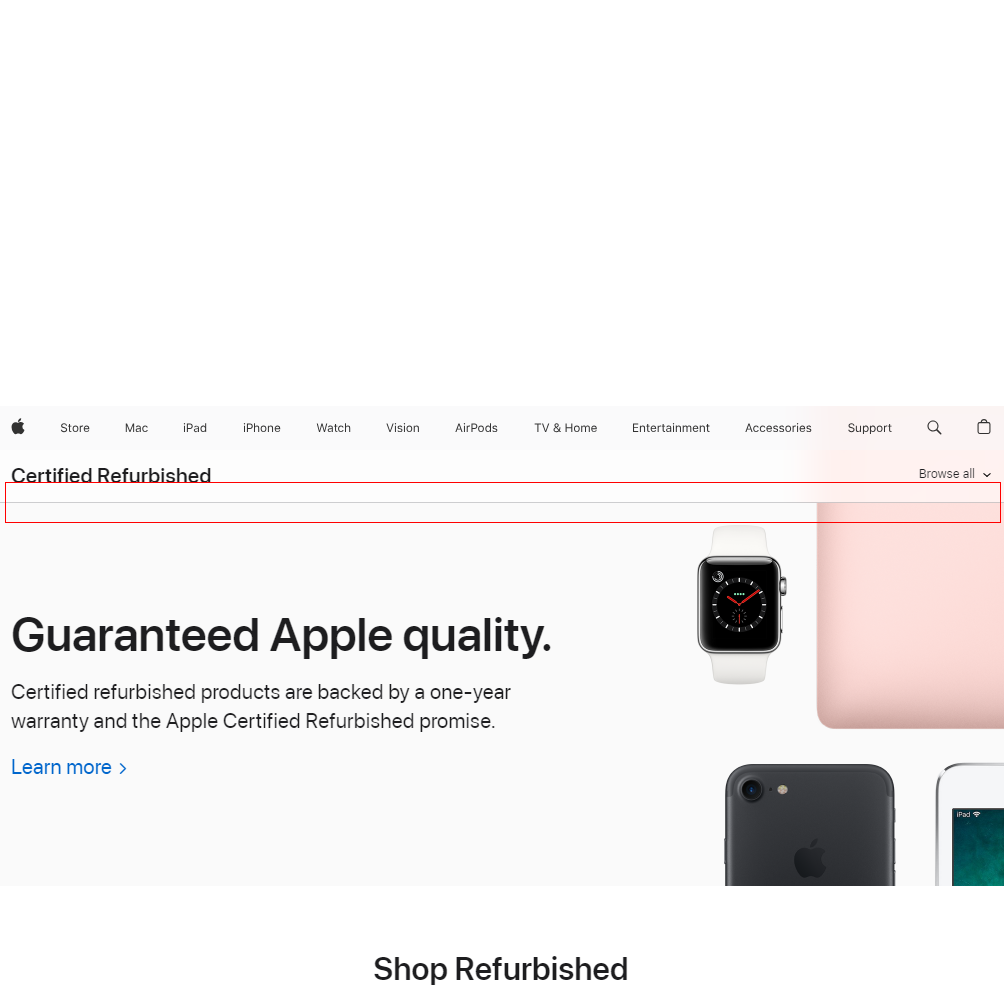 Store Mac iPad iPhone Watch Vision AirPods TV & Home Entertainment Accessories Support
Certified Refurbished
Browse all
Guaranteed Apple quality.
Certified refurbished products are backed by a one-year
warranty and the Apple Certified Refurbished promise.
Learn more
iPad
Shop Refurbished